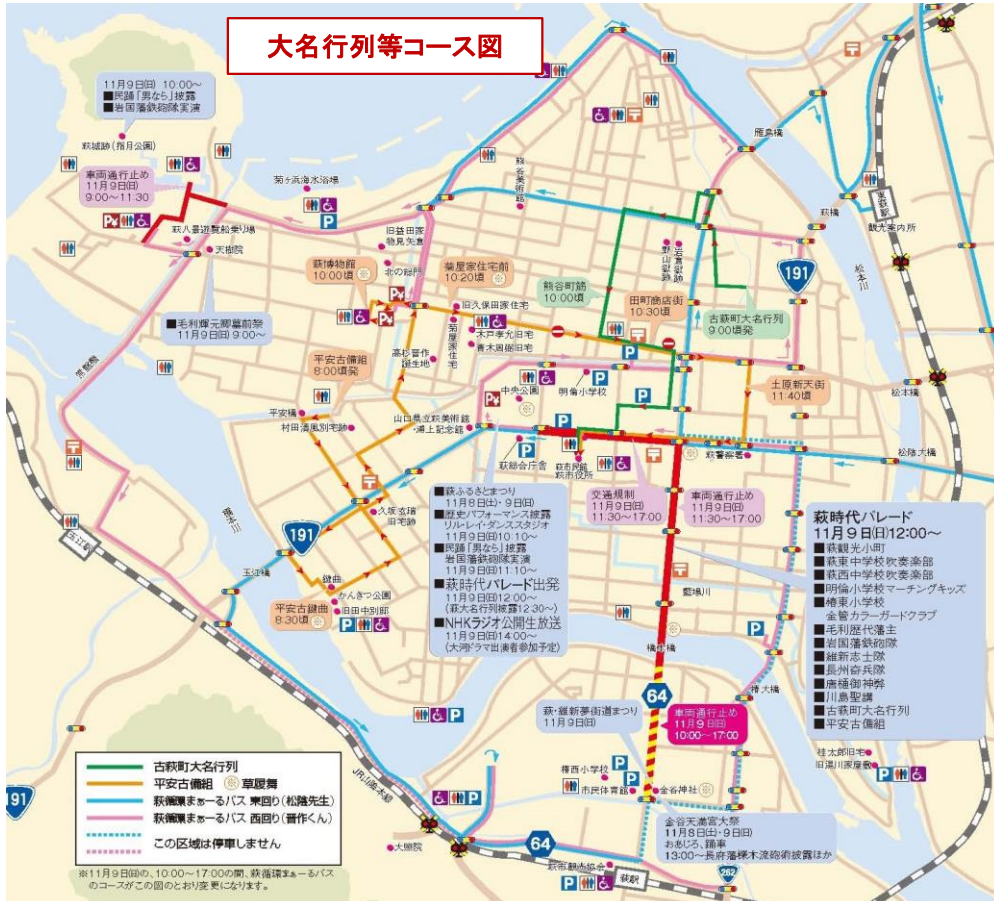 大名行列等コース図
11月9日(日) 10:00～
■民踊「男なら」披露
■岩国藩鉄砲隊実演
萩城跡(指月公園)
車両通行止め
11月9日(日)
9:00～11:30
菊ヶ浜海水浴場
萩八景遊覧船乗り場
天樹院
旧益田家
物見矢倉
北の総門
熊谷美術館
雁島橋
萩橋
東萩駅
観光案内所
松本川
191
野山獄跡
岩倉獄跡
萩博物館
10:00頃
菊屋家住宅前
10:20頃
熊谷町筋
10:00頃
田町商店街
10:30頃
古萩町大名行列
9:00頃発
旧久保田家住宅
菊屋家住宅
木戸孝允旧宅
青木周弼旧宅
高杉晋作
誕生地
■毛利輝元卿墓前祭
11月9日(日)9:00～
常盤橋
平安古備組
8:00頃発
平安橋
村田清風別宅跡
山口県立萩美術館
・浦上記念館
中央公園
明倫小学校
土原新天街
11:40頃
松本橋
松陰大橋
萩警察署
萩総合庁舎
萩市民館
萩市役所
交通規制
11月9日(日)
11:30～17:00
車両通行止め
11月9日(日)
11:30～17:00
久坂玄瑞
旧宅跡
191
橋本川
玉江駅
玉江橋
鍵曲
かんきつ公園
旧田中別邸
平安古鍵曲
8:30頃
■萩ふるさとまつり
11月8日(土)・9日(日)
■歴史パフォーマンス披露
リル・レイ・ダンススタジオ
11月9日(日)10:10～
■民踊「男なら」披露
岩国藩鉄砲隊実演
11月9日(日)11:10～
■萩時代パレード出発
11月9日(日)12:00～
(萩大名行列披露12:30～)
■NHKラジオ公開生放送
11月9日(日)14:00～
(大河ドラマ出演者参加予定)
萩時代パレード
11月9日(日)12:00～
■萩観光小町
■萩東中学校吹奏楽部
■萩西中学校吹奏楽部
■明倫小学校マーチングキッズ
■椿東小学校
金管カラーガードクラブ
■毛利歴代藩主
■岩国藩鉄砲隊
■維新志士隊
■長州奇兵隊
■唐樋御神幣
■川島聖講
■古萩町大名行列
■平安古備組
藍場川
橋本橋
椿大橋
64
萩・維新夢街道まつり
11月9日(日)
車両通行止め
11月9日(日)
10:00～17:00
椿西小学校
市民体育館
金谷神社
桂太郎旧宅
旧湯川家屋敷
金谷天満宮大祭
11月8日(土)・9日(日)
おあじろ、踊車
13:00～長府藩様木流砲術披露ほか
JR山陰本線
大照院
64
萩市観光協会
萩駅
262
191
古萩町大名行列
平安古備組 草履舞
萩循環まぁーるバス 東回り(松陰先生)
萩循環まぁーるバス 西回り(晋作くん)
この区域は停車しません
※11月9日(日)の、10:00～17:00の間、萩循環まぁーるバス
のコースがこの図のとおり変更になります。